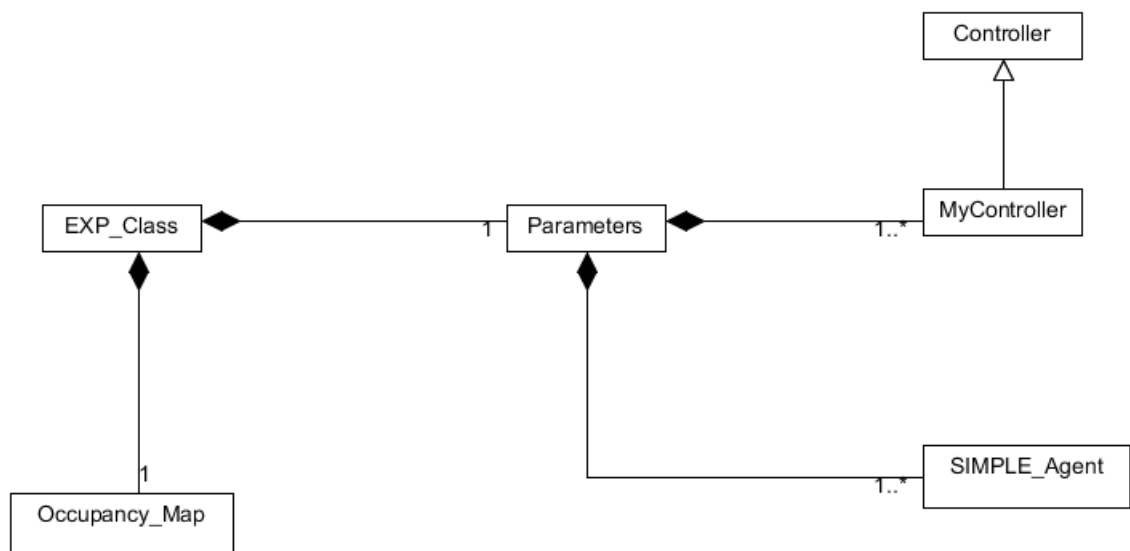 Controller
EXP_Class
1
Parameters
1..*
MyController
1
Occupancy_Map
1..*
SIMPLE_Agent